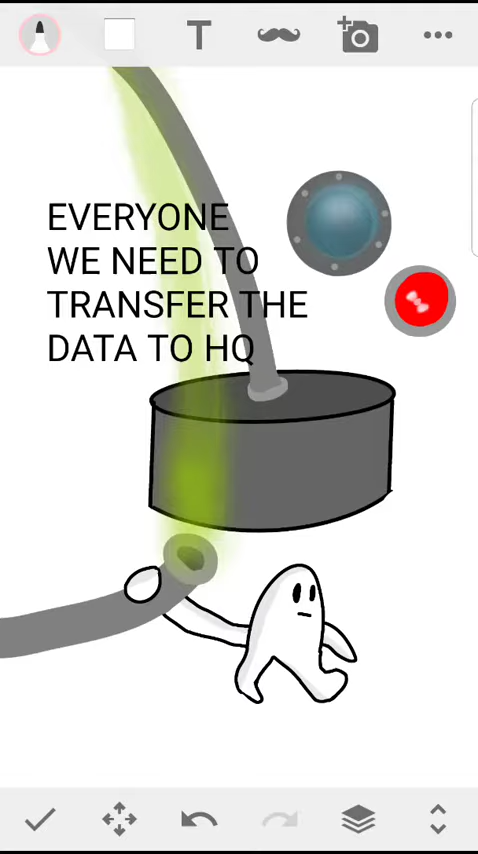 T
EVERYONE
WE NEED TO
TRANSFER THE
DATA TO HQ